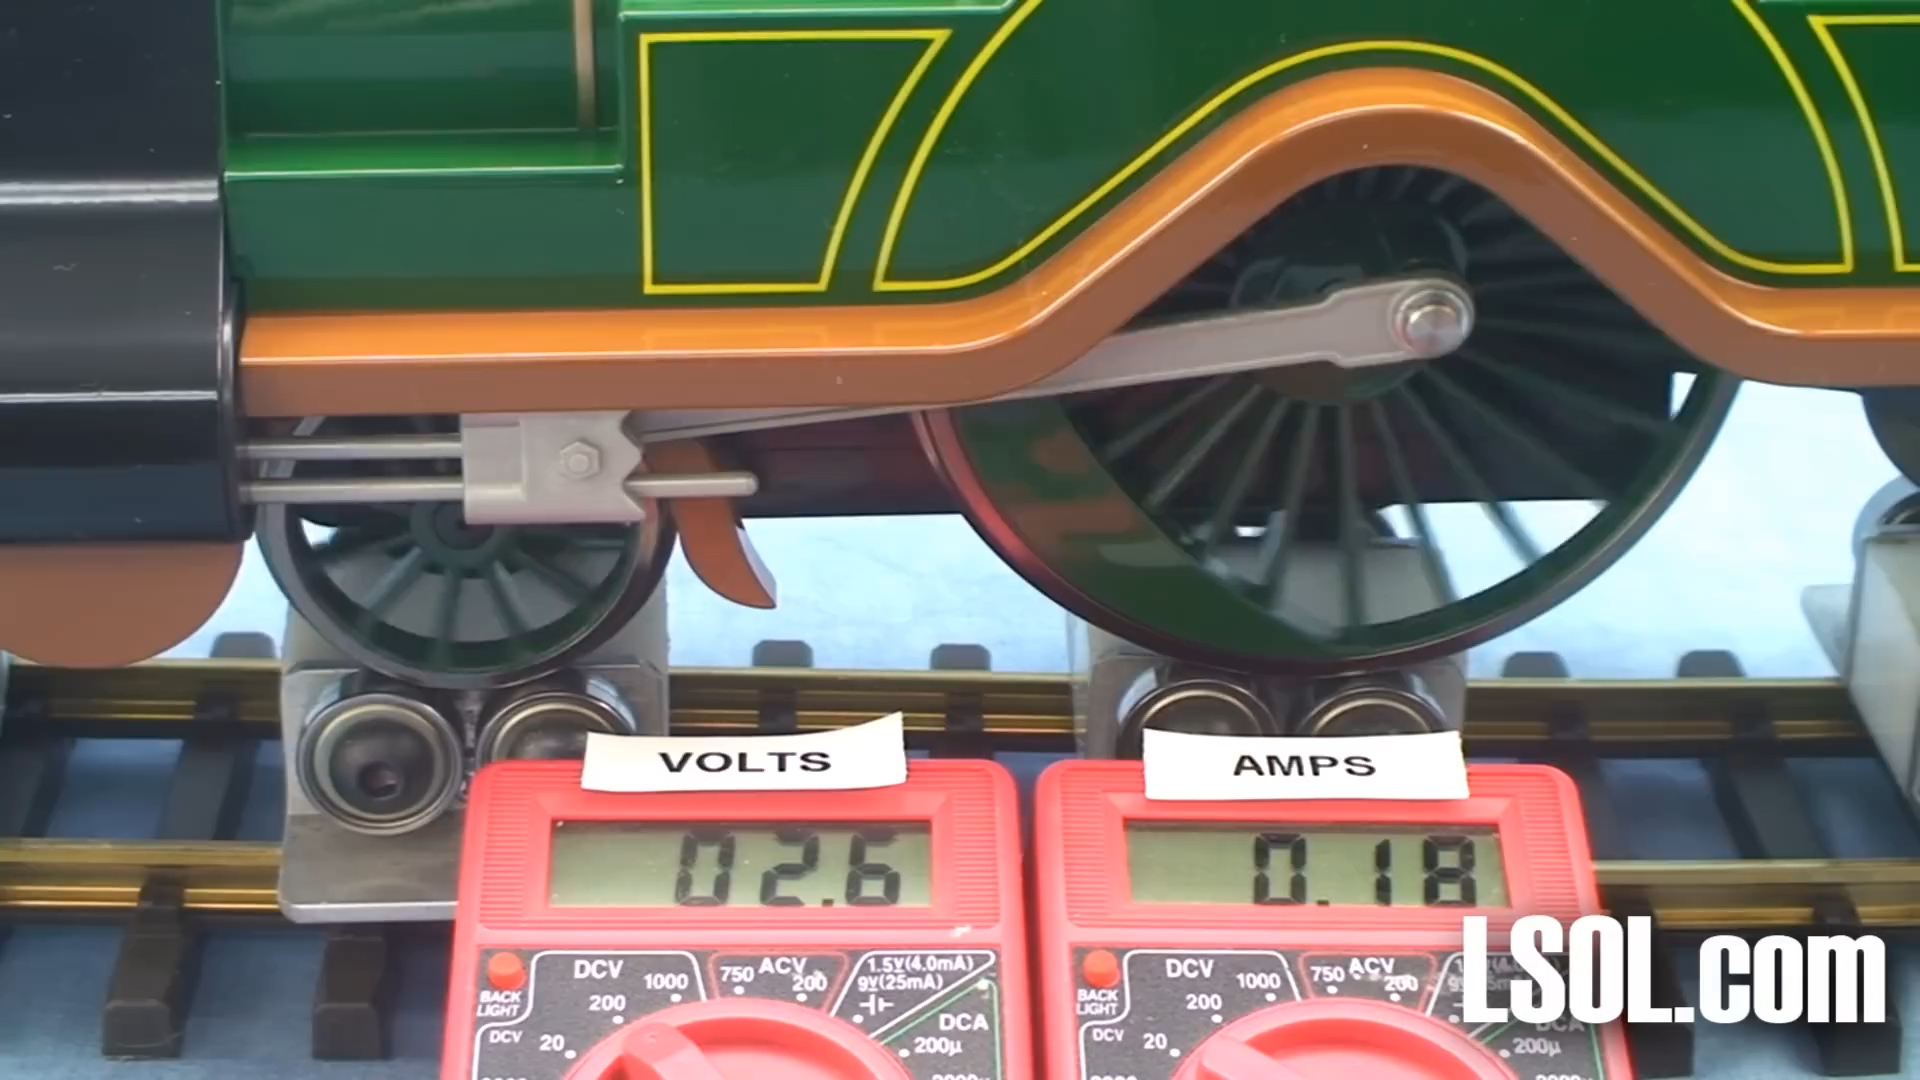 VOLTS
AMPS
02.6
0.18
DCV
1000
200
750
ACV
200
1.5V(4.0mA)
9V(25mA)
BACK
LIGHT
DCV
20
DCA
200µ
DCV
1000
200
750
ACV
200
BACK
LIGHT
DCV
20
DCA
200µ
LSOL.com